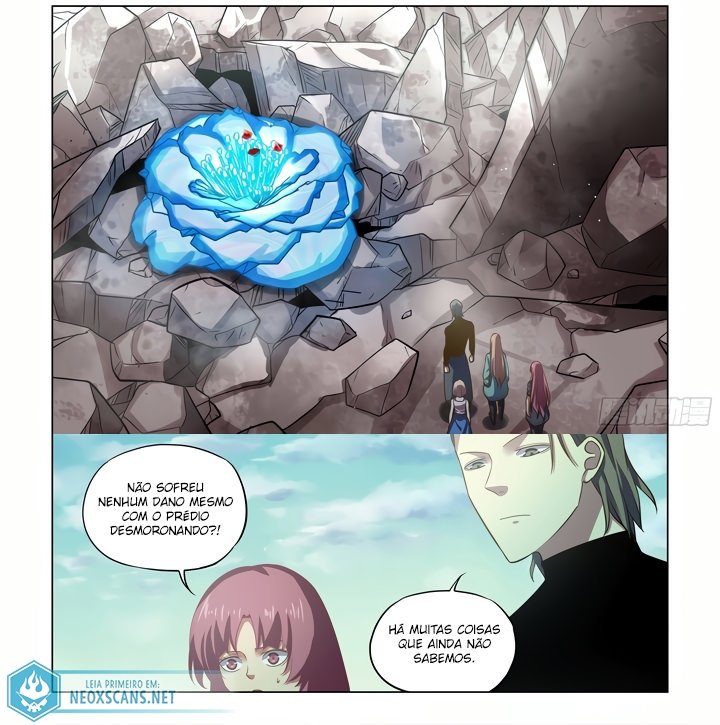 NÃO SOFREU
NENHUM DANO MESMO
COM O PRÉDIO
DESMORONANDO?!
HÁ MUITAS COISAS
QUE AINDA NÃO
SABEMOS.
LEIA PRIMEIRO EM:
NEOXSCANS.NET